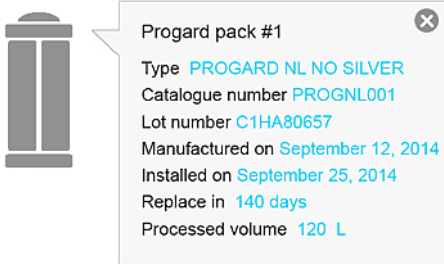 Progard pack #1
Type PROGARD NL NO SILVER
Catalogue number PROGNL001
Lot number C1HA80657
Manufactured on September 12, 2014
Installed on September 25, 2014
Replace in 140 days
Processed volume 120 L